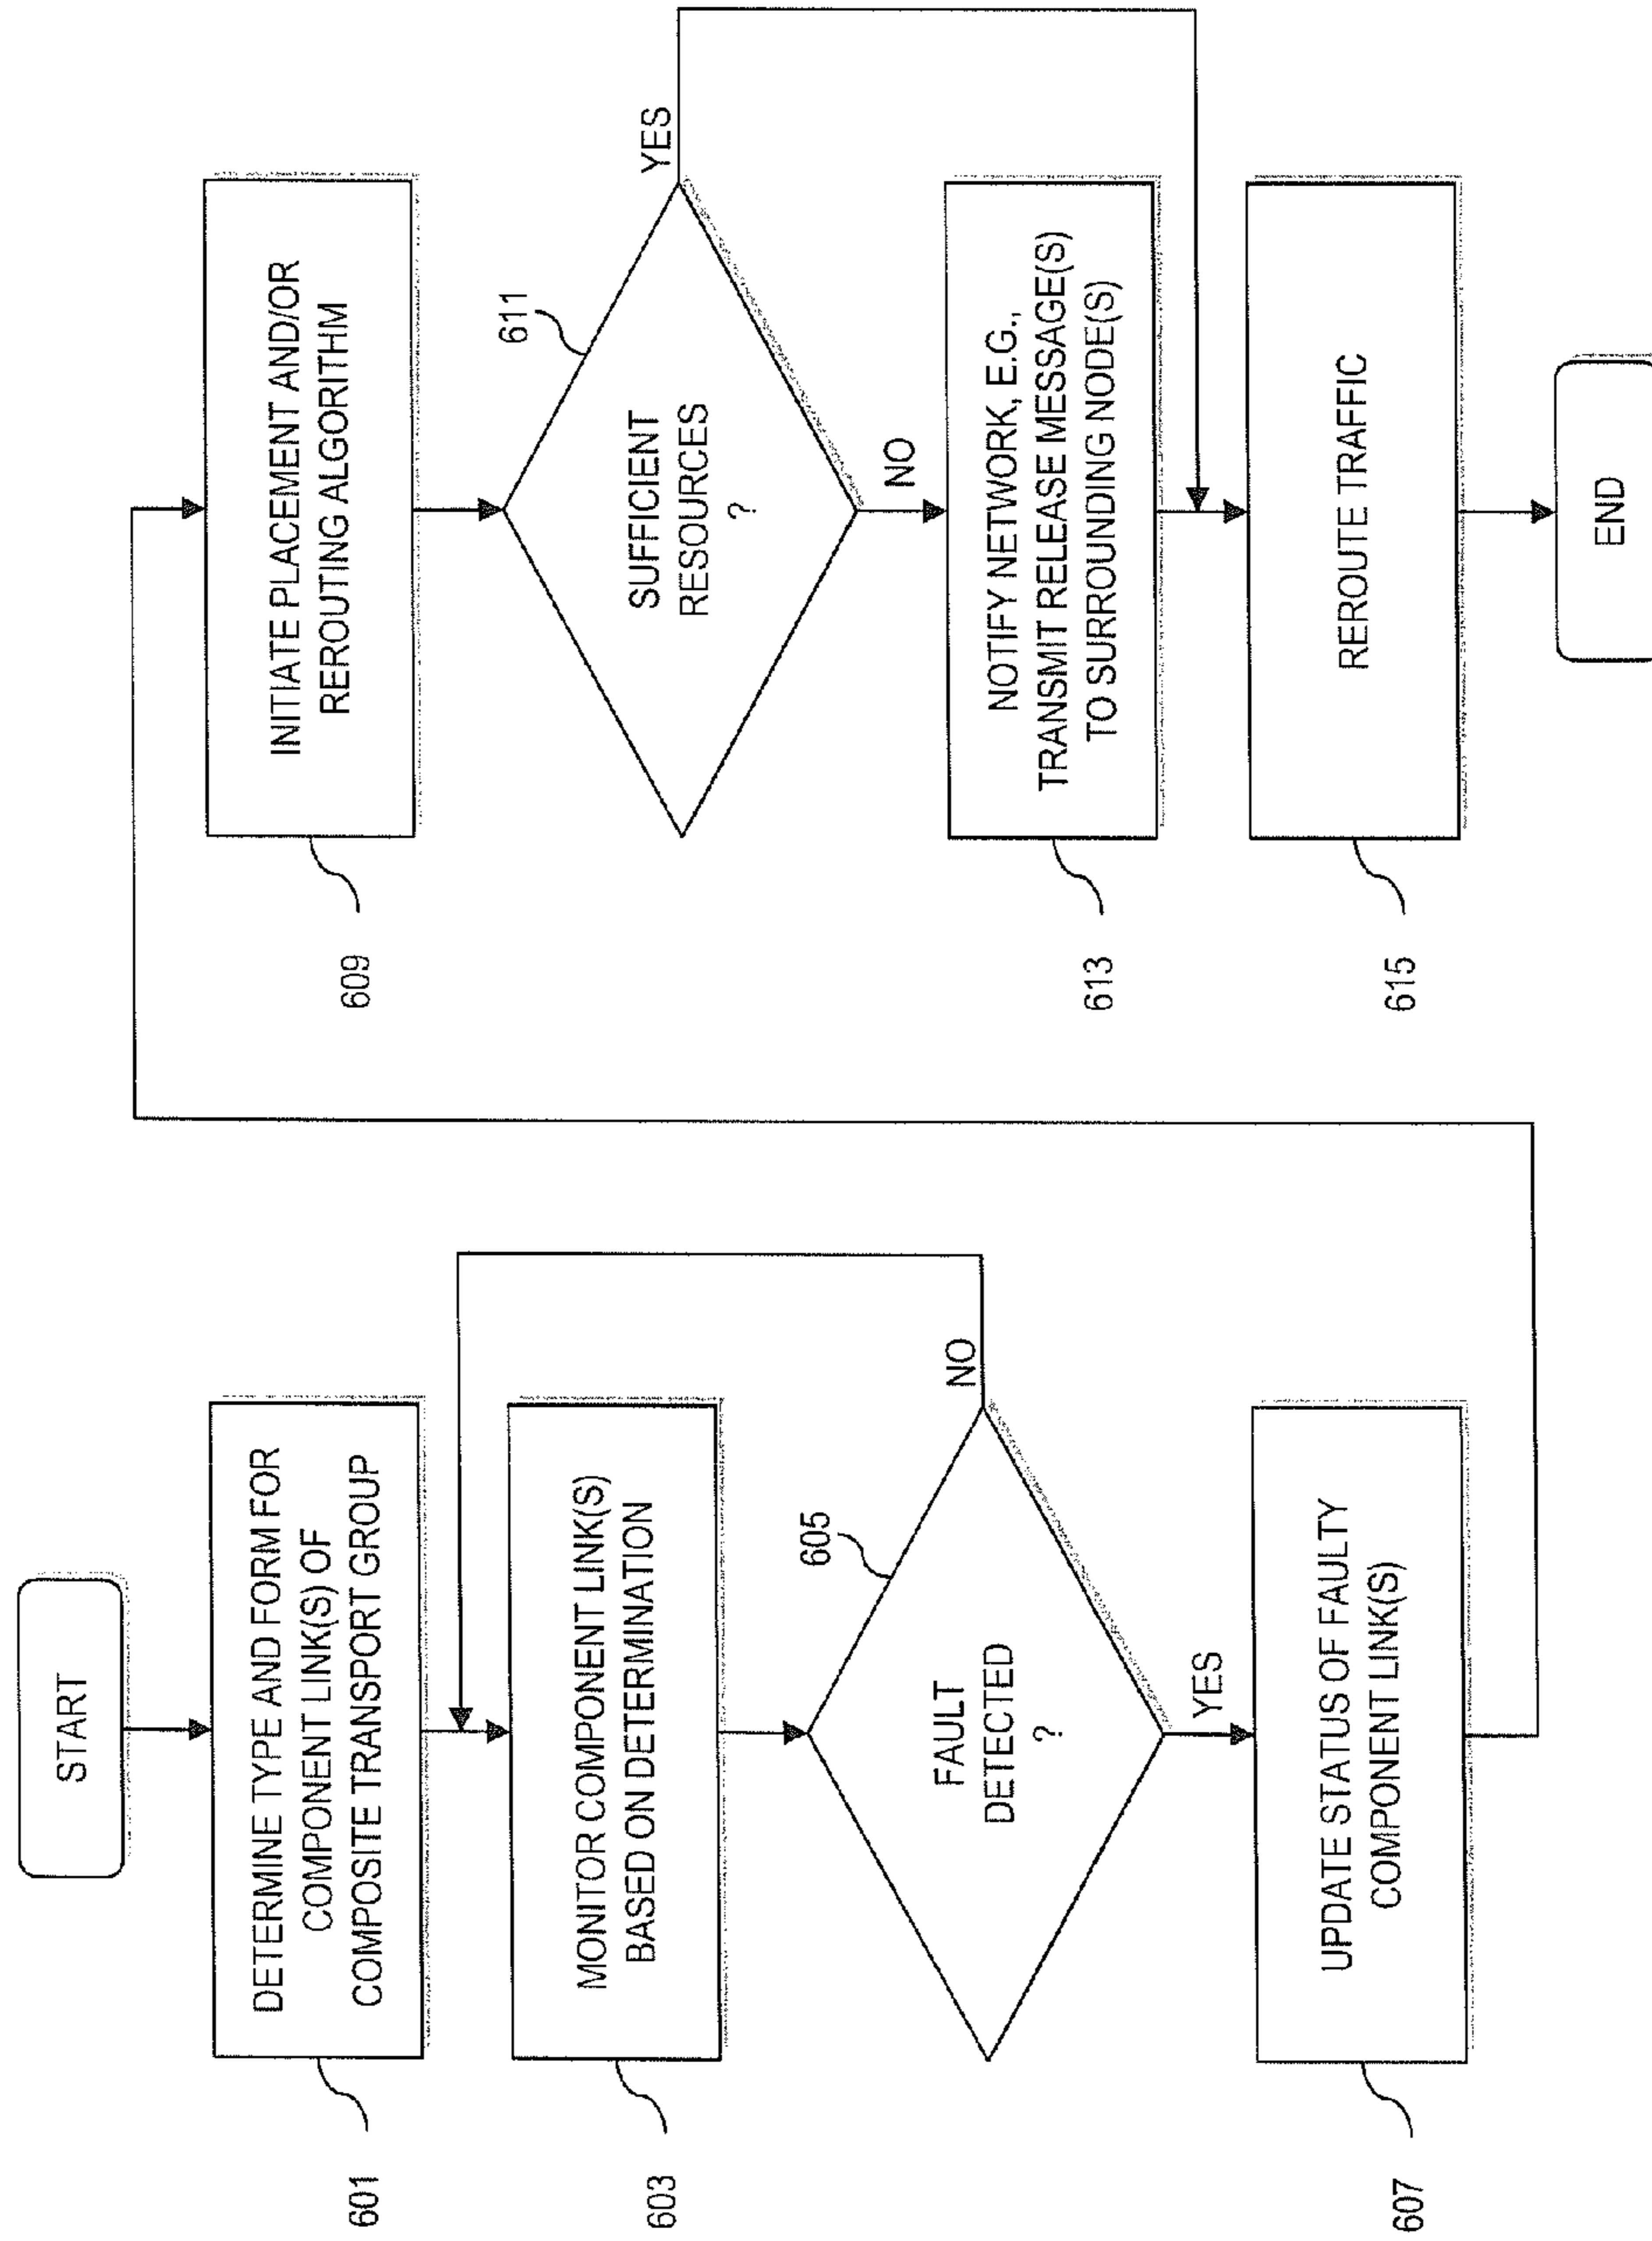 START
DETERMINE TYPE AND FORM FOR
COMPONENT LINK(S) OF
COMPOSITE TRANSPORT GROUP
601
MONITOR COMPONENT LINK(S)
BASED ON DETERMINATION
603
FAULT
DETECTED
?
605
NO
YES
UPDATE STATUS OF FAULTY
COMPONENT LINK(S)
607
INITIATE PLACEMENT AND/OR
REROUTING ALGORITHM
609
SUFFICIENT
RESOURCES
?
611
YES
NO
NOTIFY NETWORK, E.G.,
TRANSMIT RELEASE MESSAGE(S)
TO SURROUNDING NODE(S)
613
REROUTE TRAFFIC
615
END